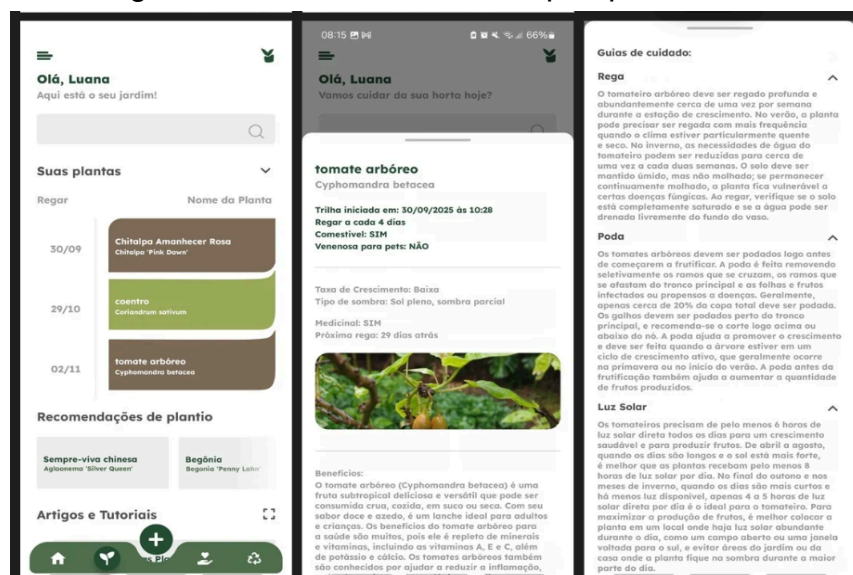 Olá, Luana
Aqui está o seu jardim!
Suas plantas
Regar Nome da Planta
30/09
Chitalpa Amanhecer Rosa
Chitalpa 'Pink Dawn'
29/10
coentro
Coriandrum sativum
02/11
tomate arbóreo
Cyphomandra betacea
Recomendações de plantio
Sempre-viva chinesa
Aglaonema 'Silver Queen'
Begônia
Begonia 'Penny Lane'
Artigos e Tutoriais
08:15 66%
Olá, Luana
Vamos cuidar da sua horta hoje?
tomate arbóreo
Cyphomandra betacea
Trilha iniciada em: 30/09/2025 às 10:28
Regar a cada 4 dias
Comestível: SIM
Venenosa para pets: NÃO
Taxa de Crescimento: Baixa
Tipo de sombra: Sol pleno, sombra parcial
Medicinal: SIM
Próxima rega: 29 dias atrás
Benefícios:
O tomate arbóreo (Cyphomandra betacea) é uma
fruta subtropical deliciosa e versátil que pode ser
consumida crua, cozida, em suco ou seca. Com seu
sabor doce e azedo, é um lanche ideal para adultos
e crianças. Os benefícios do tomate arbóreo para
a saúde são muitos, pois ele é repleto de minerais
e vitaminas, incluindo as vitaminas A, E e C, além
de potássio e cálcio. Os tomates arbóreos também
são conhecidos por ajudar a reduzir a inflamação,
Guias de cuidado:
Rega
O tomateiro arbóreo deve ser regado profunda e
abundantemente cerca de uma vez por semana
durante a estação de crescimento. No verão, a planta
pode precisar ser regada com mais frequência
quando o clima estiver particularmente quente
e seco. No inverno, as necessidades de água do
tomateiro podem ser reduzidas para cerca de
uma vez a cada duas semanas. O solo deve ser
mantido úmido, mas não molhado; se permanecer
continuamente molhado, a planta fica vulnerável a
certas doenças fúngicas. Ao regar, verifique se o solo
está completamente saturado e se a água pode ser
drenada livremente do fundo do vaso.
Poda
Os tomates arbóreos devem ser podados logo antes
de começarem a frutificar. A poda é feita removendo
seletivamente os ramos que se cruzam, os ramos que
se afastam do tronco principal e as folhas e frutos
infectados ou propensos a doenças. Geralmente,
apenas cerca de 20% da copa total deve ser podada.
Os galhos devem ser podados perto do tronco
principal, e recomenda-se o corte logo acima ou
abaixo do nó. A poda ajuda a promover o crescimento
e deve ser feita quando a árvore estiver em um
ciclo de crescimento ativo, que geralmente ocorre
na primavera ou no início do verão. A poda antes da
frutificação também ajuda a aumentar a quantidade
de frutos produzidos.
Luz Solar
Os tomateiros precisam de pelo menos 6 horas de
luz solar direta todos os dias para um crescimento
saudável e para produzir frutos. De abril a agosto,
quando os dias são longos e o sol está mais forte,
é melhor que as plantas recebam pelo menos 8
horas de luz solar por dia. No final do outono e nos
meses de inverno, quando os dias são mais curtos e
há menos luz disponível, apenas 4 a 5 horas de luz
solar direta por dia é o ideal para o tomateiro. Para
maximizar a produção de frutos, é melhor colocar a
planta em um local onde haja luz solar abundante
durante o dia, como um campo aberto ou uma janela
voltada para o sul, e evitar áreas do jardim ou da
casa onde a planta fique na sombra durante a maior
parte do dia.